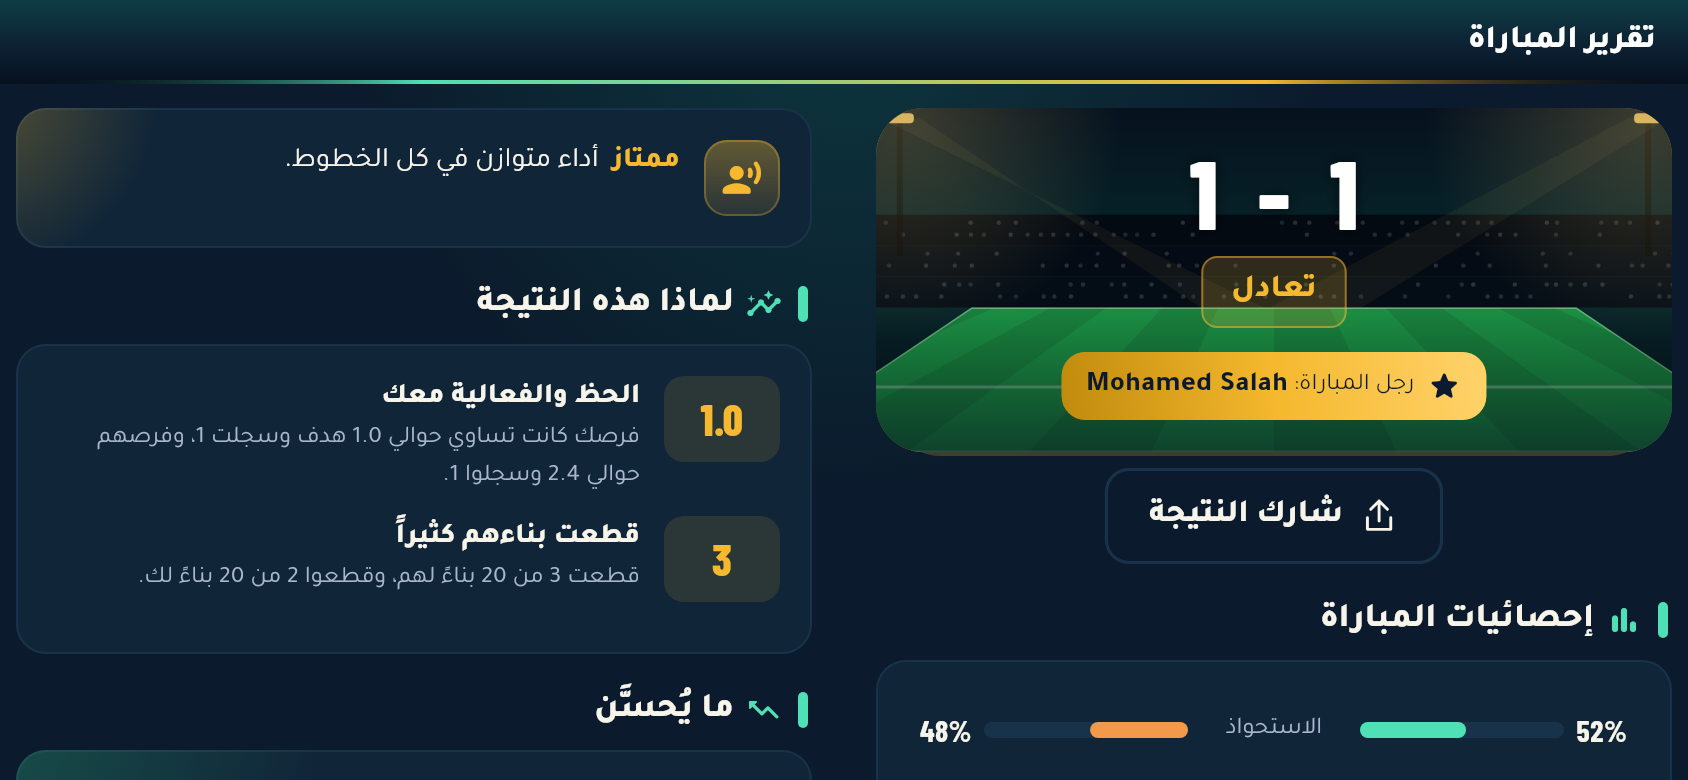 تقرير المباراة
1 - 1
تعادل
رجل المباراة: Mohamed Salah
شارك النتيجة
إحصائيات المباراة
52% الاستحواذ 48%
ممتاز أداء متوازن في كل الخطوط.
لماذا هذه النتيجة
1.0
الحظ والفعالية معك
فرصك كانت تساوي حوالي 1.0 هدف وسجلت 1، وفرصهم
حوالي 2.4 وسجلوا 1.
3
قطعت بناءهم كثيراً
قطعت 3 من 20 بناءً لهم، وقطعوا 2 من 20 بناءً لك.
ما يُحسَّن